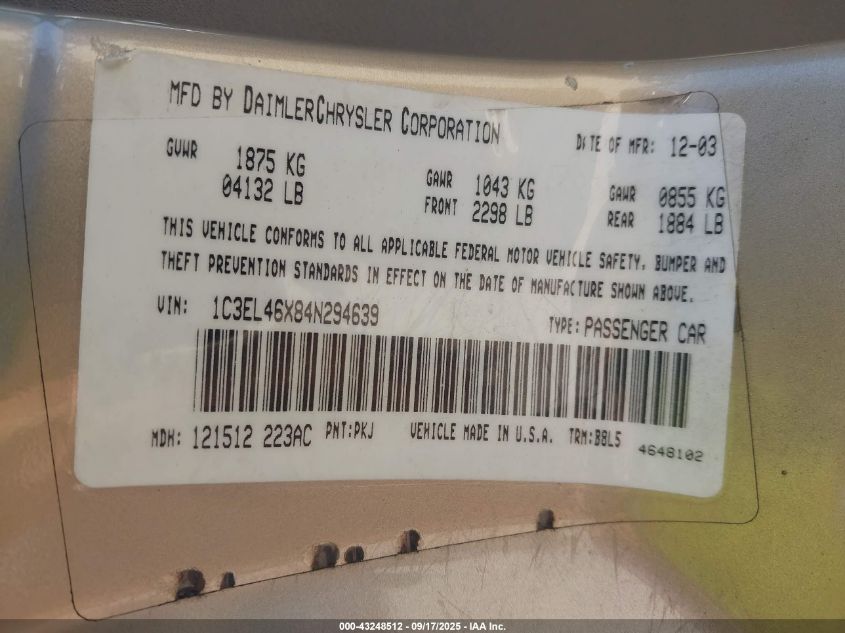 MFD BY DAIMLERCHRYSLER CORPORATION
DATE OF MFR: 12-03
GVWR 1875 KG
04132 LB
GAWR 1043 KG
FRONT 2298 LB
GAWR 0855 KG
REAR 1884 LB
THIS VEHICLE CONFORMS TO ALL APPLICABLE FEDERAL MOTOR VEHICLE SAFETY, BUMPER AND
THEFT PREVENTION STANDARDS IN EFFECT ON THE DATE OF MANUFACTURE SHOWN ABOVE.
VIN: 1C3EL46X84N294639
TYPE: PASSENGER CAR
MDH: 121512 223AC PNT:PKJ VEHICLE MADE IN U.S.A. TRM:BBL5
4648102
000-43248512 - 09/17/2025 - IAA Inc.